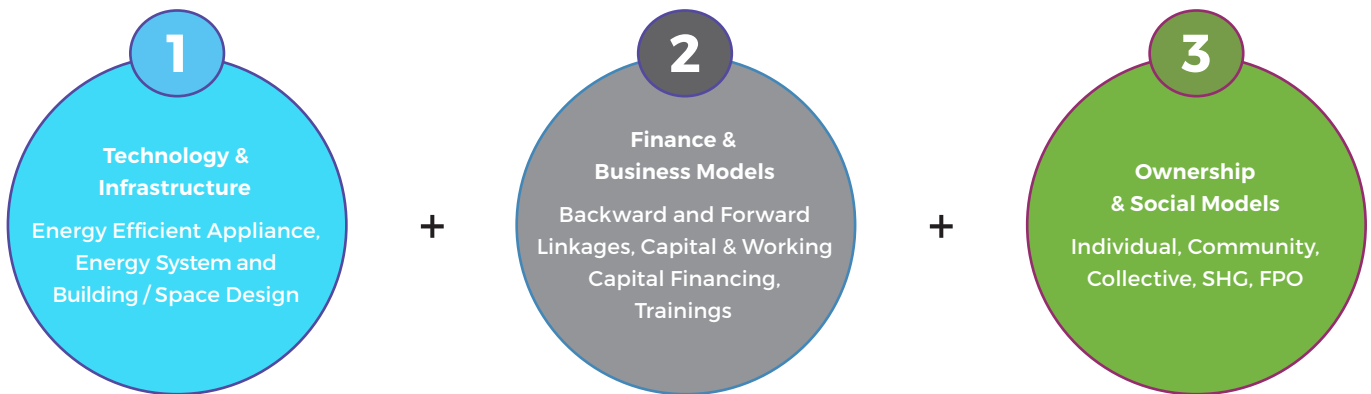 1
Technology &
Infrastructure
Energy Efficient Appliance,
Energy System and
Building / Space Design
+
2
Finance &
Business Models
Backward and Forward
Linkages, Capital & Working
Capital Financing,
Trainings
+
3
Ownership
& Social Models
Individual, Community,
Collective, SHG, FPO